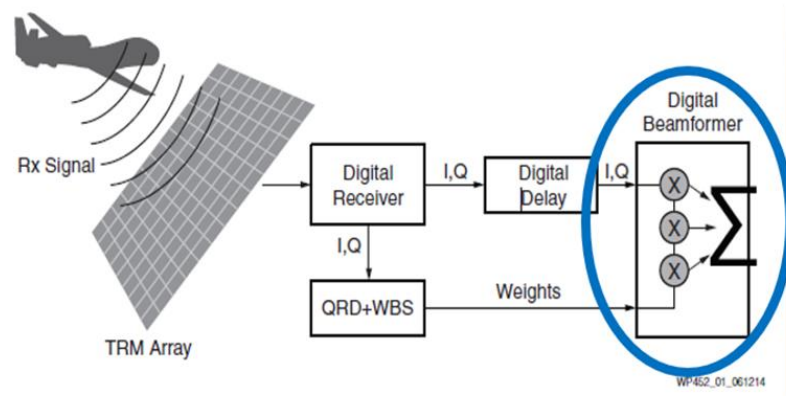 Digital
Beamformer
Rx Signal
Digital
Receiver
I,Q
Digital
Delay
I,Q
X
X
X
Σ
I,Q
QRD+WBS
Weights
TRM Array
WP452_01_061214